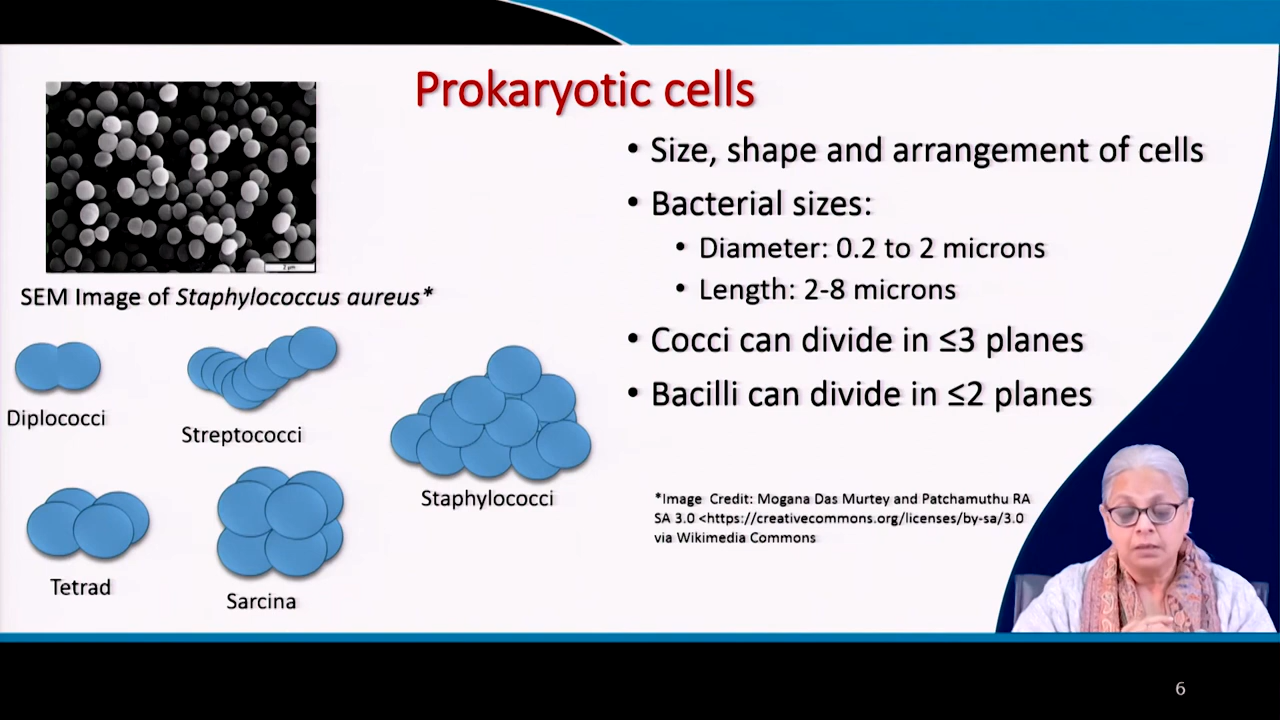 Prokaryotic cells
2 μm
SEM Image of Staphylococcus aureus*
Diplococci
Streptococci
Staphylococci
Tetrad
Sarcina
• Size, shape and arrangement of cells
• Bacterial sizes:
• Diameter: 0.2 to 2 microns
• Length: 2-8 microns
• Cocci can divide in ≤3 planes
• Bacilli can divide in ≤2 planes
*Image Credit: Mogana Das Murtey and Patchamuthu RA
SA 3.0 <https://creativecommons.org/licenses/by-sa/3.0
via Wikimedia Commons
6